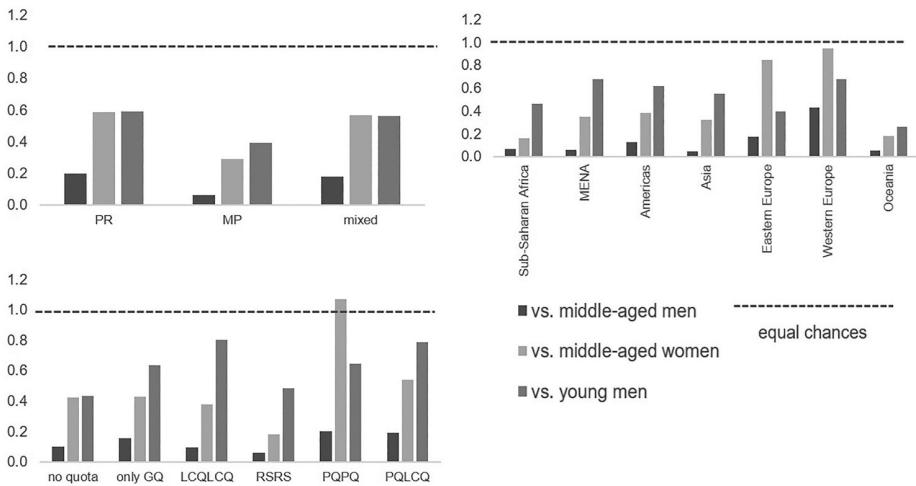 1.2
1.0
0.8
0.6
0.4
0.2
0.0
PR MP mixed
1.2
1.0
0.8
0.6
0.4
0.2
0.0
Sub-Saharan Africa
MENA
Americas
Asia
Eastern Europe
Western Europe
Oceania
1.2
1.0
0.8
0.6
0.4
0.2
0.0
no quota only GQ LCQLCQ RSRS PQPQ PQLCQ
vs. middle-aged men
vs. middle-aged women
vs. young men
equal chances